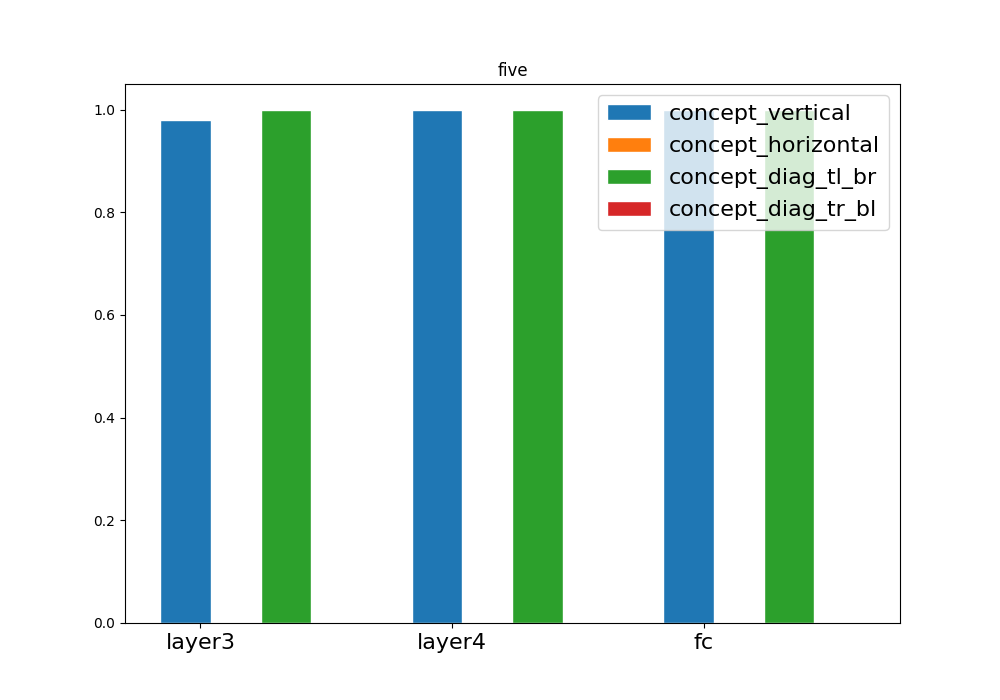 five
1.0
0.8
0.6
0.4
0.2
0.0
concept_vertical
concept_horizontal
concept_diag_tl_br
concept_diag_tr_bl
layer3
layer4
fc